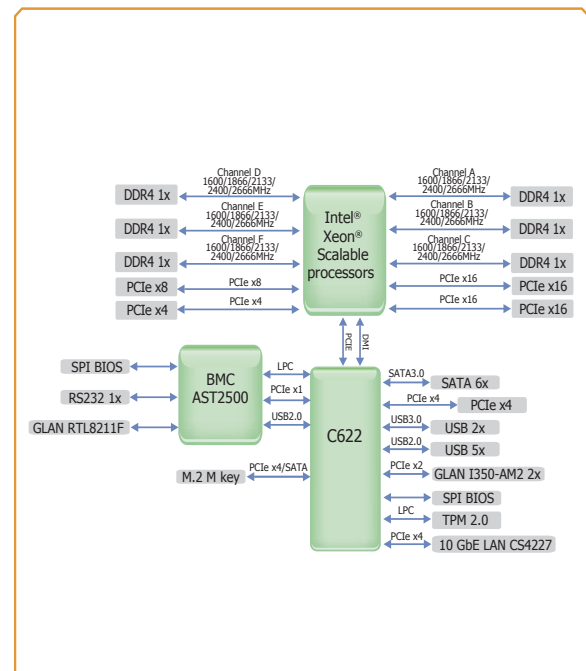 Channel D
1600/1866/2133/
2400/2666MHz
DDR4 1x
Channel E
1600/1866/2133/
2400/2666MHz
DDR4 1x
Channel F
1600/1866/2133/
2400/2666MHz
DDR4 1x
PCIe x8
PCIe x8
PCIe x4
PCIe x4
Intel®
Xeon®
Scalable
processors
Channel A
1600/1866/2133/
2400/2666MHz
DDR4 1x
Channel B
1600/1866/2133/
2400/2666MHz
DDR4 1x
Channel C
1600/1866/2133/
2400/2666MHz
DDR4 1x
PCIe x16
PCIe x16
PCIe x16
PCIe x16
PCIE
DMI
SPI BIOS
RS232 1x
GLAN RTL8211F
BMC
AST2500
LPC
PCIe x1
USB2.0
M.2 M key
PCIe x4/SATA
C622
SATA3.0
SATA 6x
PCIe x4
PCIe x4
USB3.0
USB 2x
USB2.0
USB 5x
PCIe x2
GLAN I350-AM2 2x
SPI BIOS
LPC
TPM 2.0
PCIe x4
10 GbE LAN CS4227